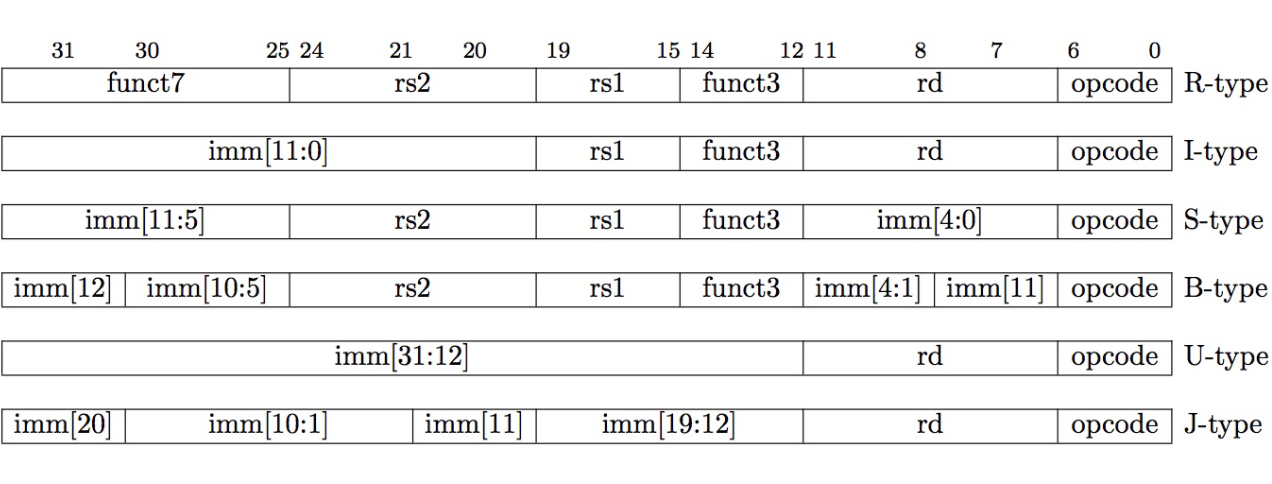 31 30 25 24 21 20 19 15 14 12 11 8 7 6 0
funct7 rs2 rs1 funct3 rd opcode R-type
imm[11:0] rs1 funct3 rd opcode I-type
imm[11:5] rs2 rs1 funct3 imm[4:0] opcode S-type
imm[12] imm[10:5] rs2 rs1 funct3 imm[4:1] imm[11] opcode B-type
imm[31:12] rd opcode U-type
imm[20] imm[10:1] imm[11] imm[19:12] rd opcode J-type